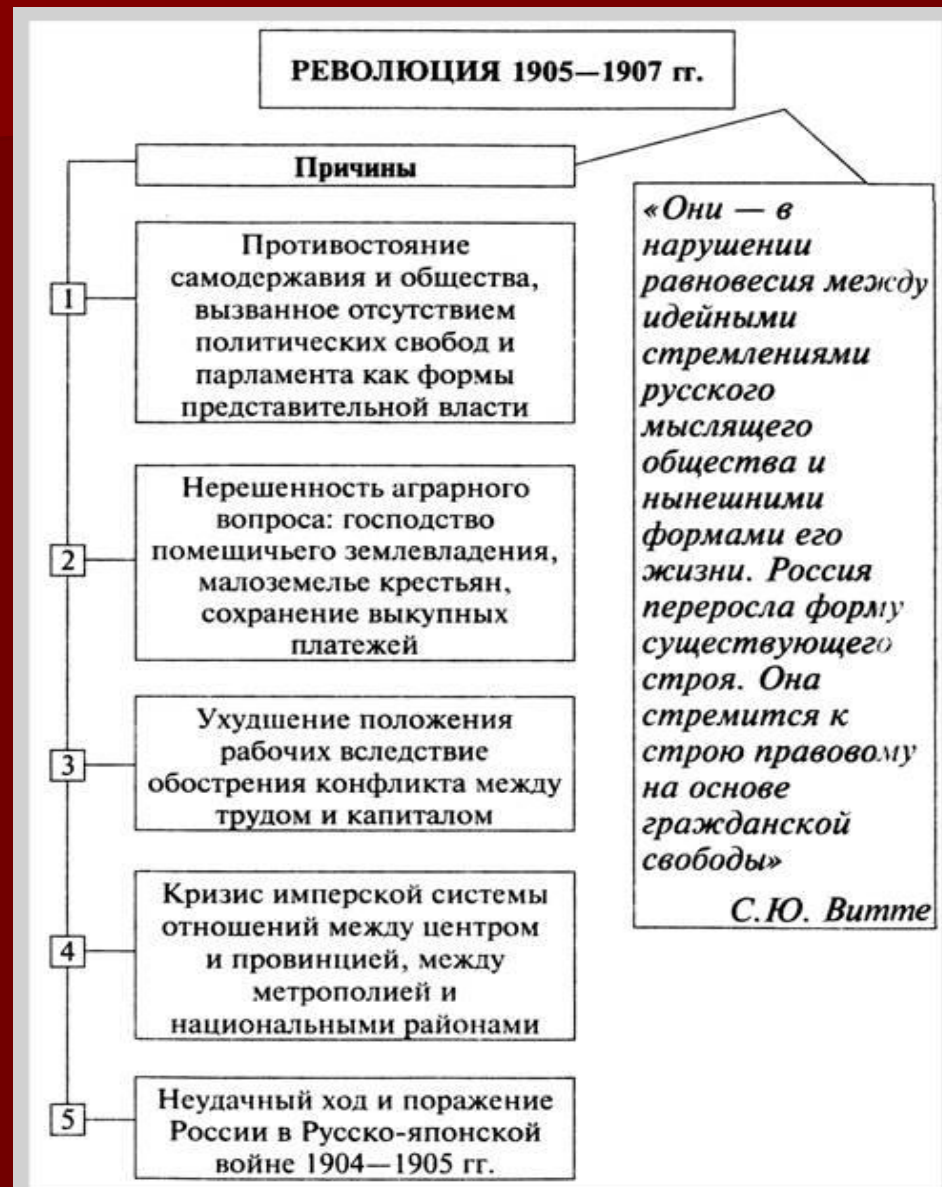 РЕВОЛЮЦИЯ 1905—1907 гг.
Причины
1
Противостояние
самодержавия и общества,
вызванное отсутствием
политических свобод и
парламента как формы
представительной власти
2
Нерешенность аграрного
вопроса: господство
помещичьего землевладения,
малоземелье крестьян,
сохранение выкупных
платежей
3
Ухудшение положения
рабочих вследствие
обострения конфликта между
трудом и капиталом
4
Кризис имперской системы
отношений между центром
и провинцией, между
метрополией и
национальными районами
5
Неудачный ход и поражение
России в Русско-японской
войне 1904—1905 гг.
«Они — в
нарушении
равновесия между
идейными
стремлениями
русского
мыслящего
общества и
нынешними
формами его
жизни. Россия
переросла форму
существующего
строя. Она
стремится к
строю правовому
на основе
гражданской
свободы»
С.Ю. Витте